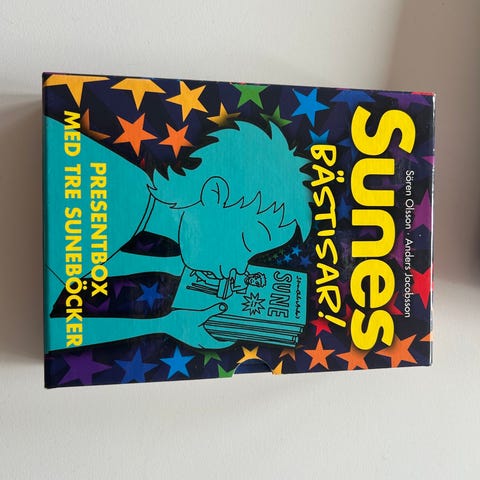 Sören Olsson · Anders Jacobsson
Sunes
BÄSTISAR!
SUNE
PRESENTBOX
MED TRE SUNEBÖCKER